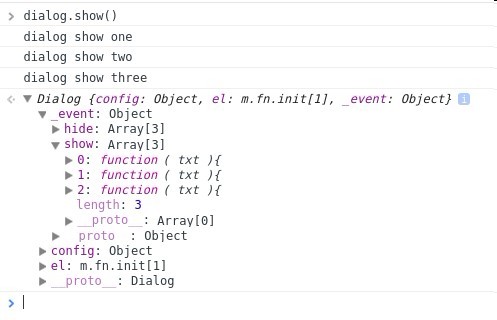 dialog.show()
dialog show one
dialog show two
dialog show three
Dialog {config: Object, el: m.fn.init[1], _event: Object} i
_event: Object
hide: Array[3]
show: Array[3]
0: function ( txt ){
1: function ( txt ){
2: function ( txt ){
length: 3
__proto__: Array[0]
proto : Object
config: Object
el: m.fn.init[1]
__proto__: Dialog